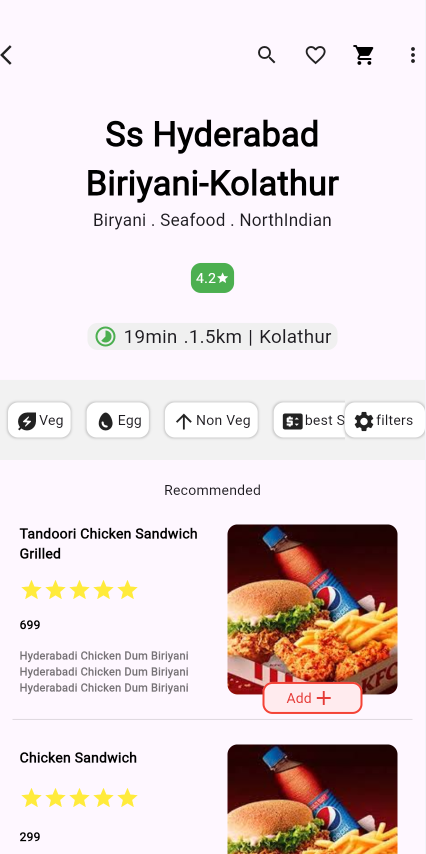 Ss Hyderabad
Biriyani-Kolathur
Biryani . Seafood . NorthIndian
4.2★
19min .1.5km | Kolathur
Veg
Egg
Non Veg
best S
filters
Recommended
Tandoori Chicken Sandwich
Grilled
699
Hyderabadi Chicken Dum Biriyani
Hyderabadi Chicken Dum Biriyani
Hyderabadi Chicken Dum Biriyani
KFC
Add +
Chicken Sandwich
299